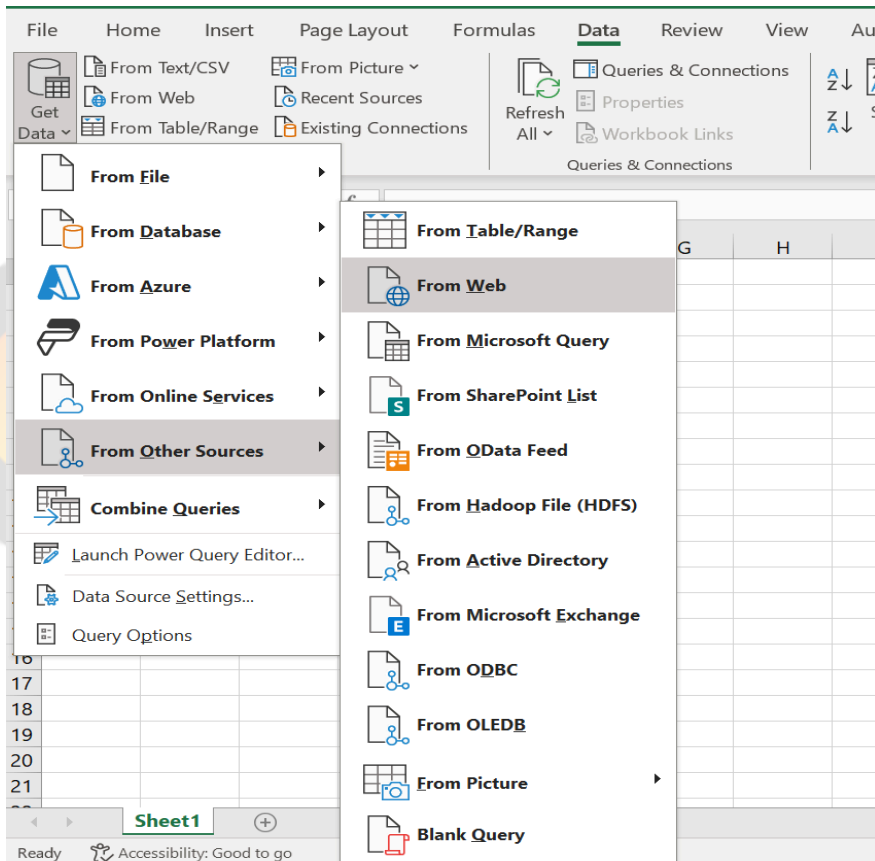 File Home Insert Page Layout Formulas Data Review View Au
From Text/CSV From Picture
From Web Recent Sources
From Table/Range Existing Connections
Get
Data
Refresh
All
Queries & Connections
Properties
Workbook Links
Queries & Connections
From File
From Database
From Azure
From Power Platform
From Online Services
From Other Sources
Combine Queries
Launch Power Query Editor...
Data Source Settings...
Query Options
From Table/Range
From Web
From Microsoft Query
From SharePoint List
From OData Feed
From Hadoop File (HDFS)
From Active Directory
From Microsoft Exchange
From ODBC
From OLEDB
From Picture
Blank Query
G H
16
17
18
19
20
21
Sheet1
Ready Accessibility: Good to go